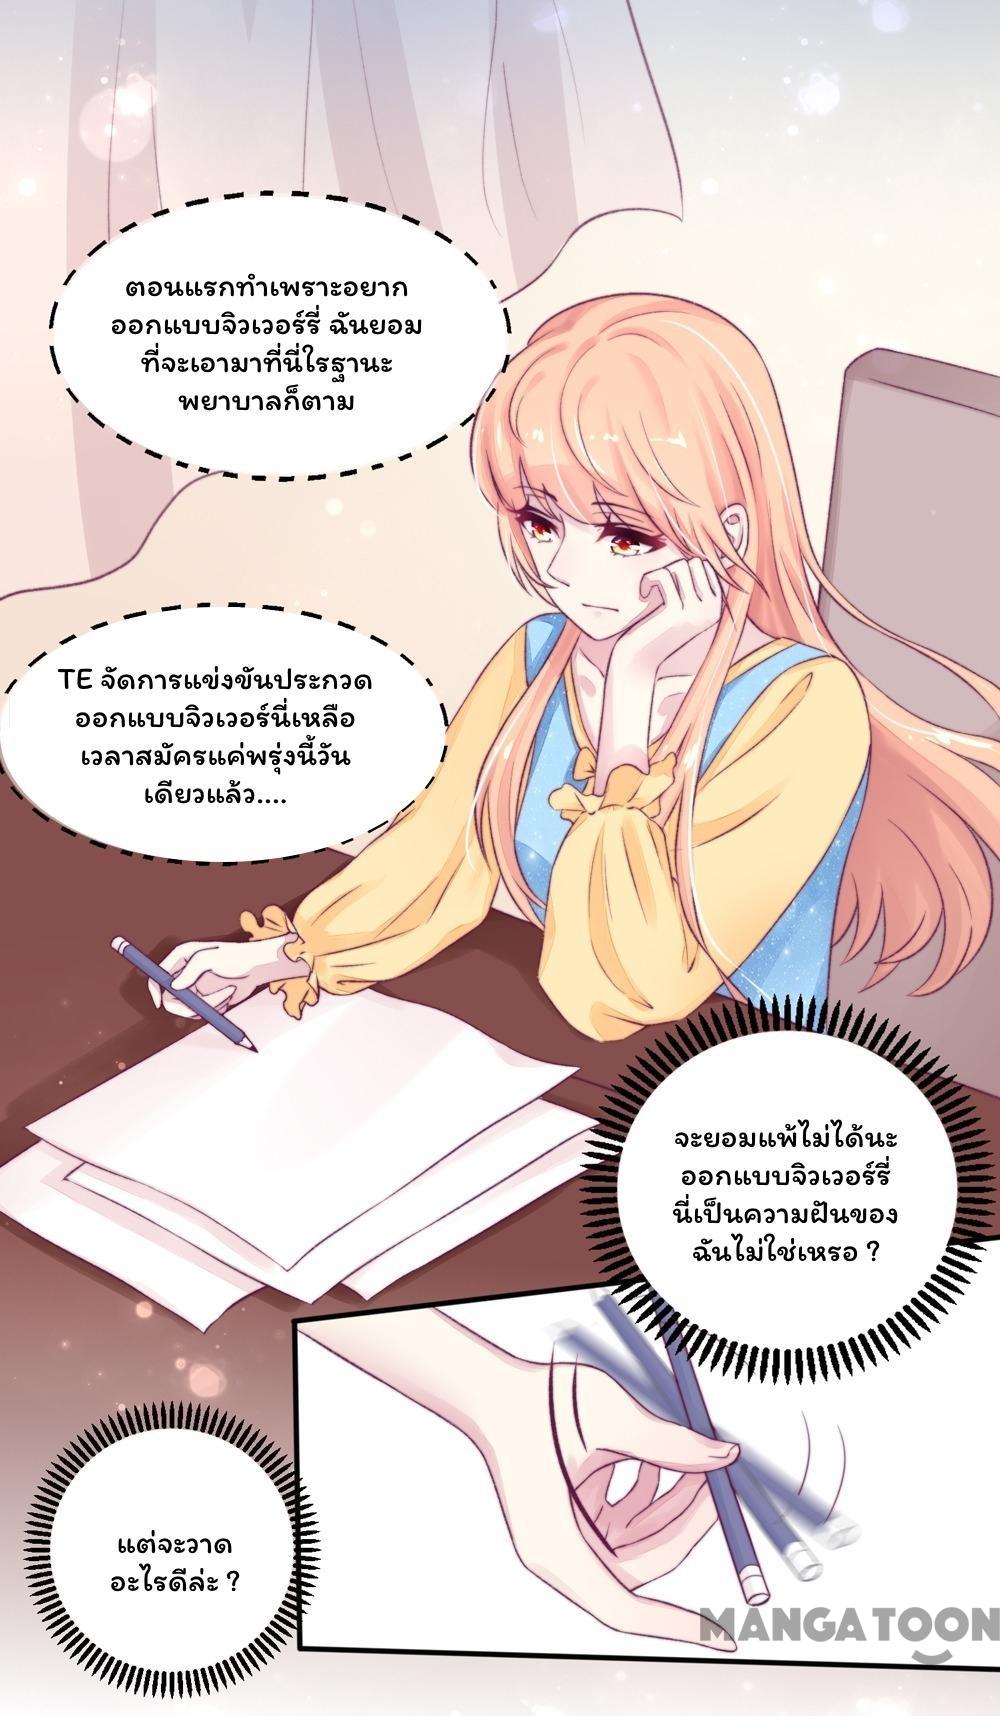 ตอนแรกทำเพราะอยาก
ออกแบบจิวเวอร์รี่ ฉันยอม
ที่จะเอามาที่นี่ใรฐานะ
พยาบาลก็ตาม
TE จัดการแข่งขันประกวด
ออกแบบจิวเวอร์นี่เหลือ
เวลาสมัครแค่พรุ่งนี้วัน
เดียวแล้ว....
จะยอมแพ้ไม่ได้นะ
ออกแบบจิวเวอร์รี่
นี่เป็นความฝันของ
ฉันไม่ใช่เหรอ ?
แต่จะวาด
อะไรดีล่ะ ?
MANGATOON